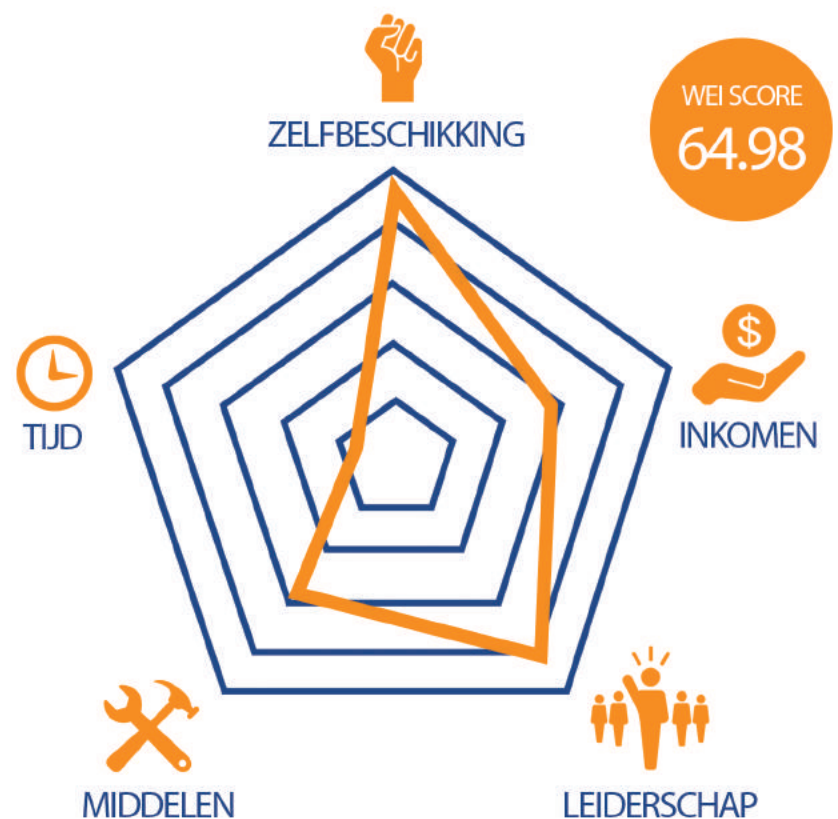 ZELFBESCHIKKING
WEI SCORE
64.98
TIJD
$
INKOMEN
MIDDELEN
LEIDERSCHAP